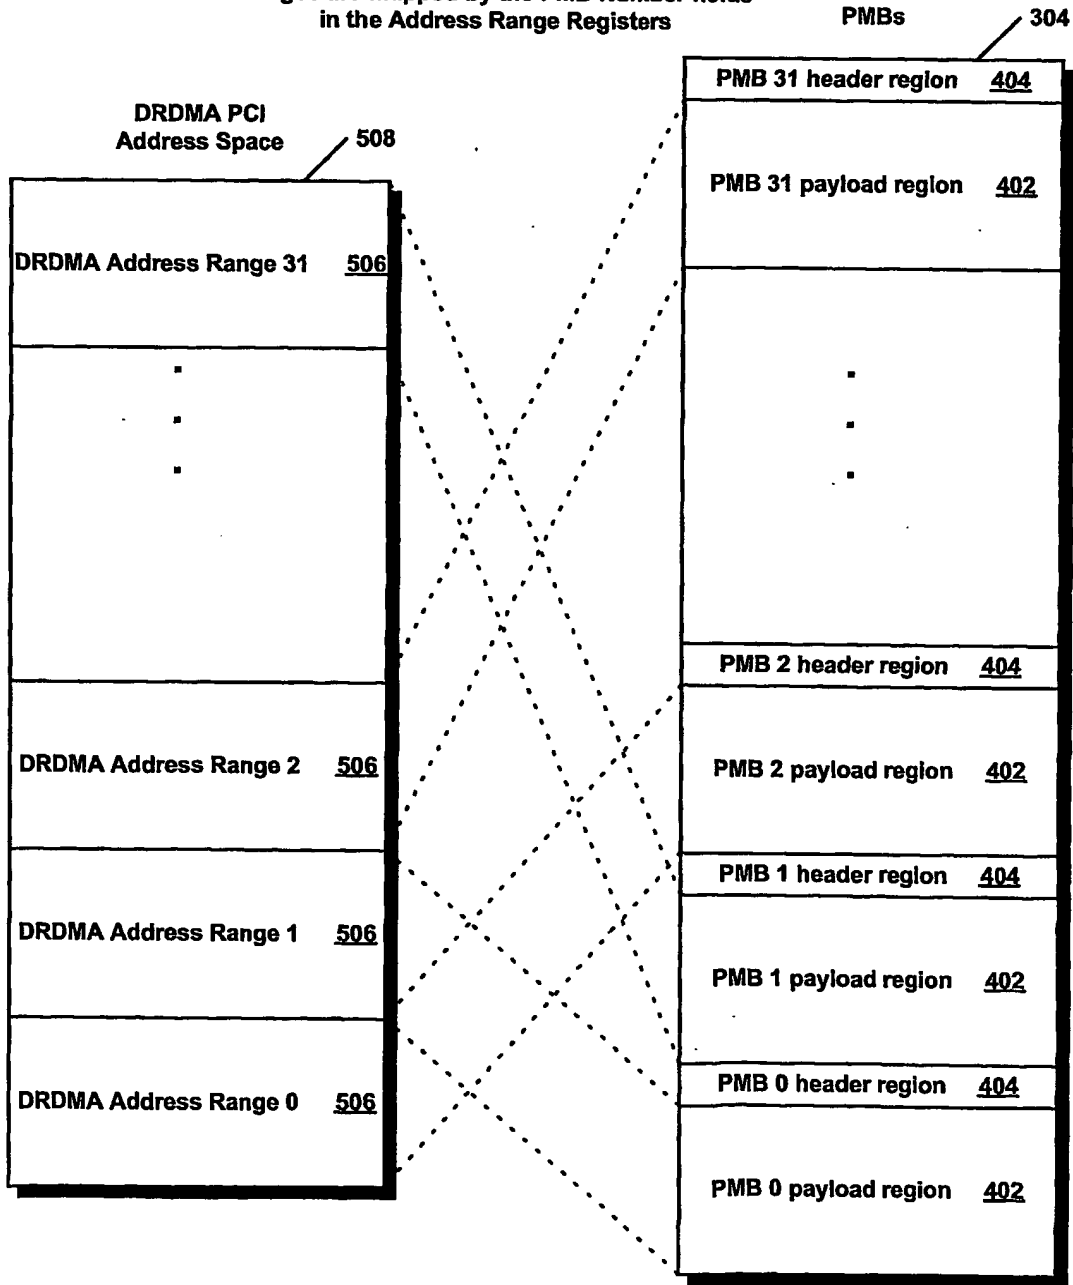 in the Address Range Registers
PMBs
304
DRDMA PCI
Address Space
508
DRDMA Address Range 31 506
DRDMA Address Range 2 506
DRDMA Address Range 1 506
DRDMA Address Range 0 506
PMB 31 header region 404
PMB 31 payload region 402
PMB 2 header region 404
PMB 2 payload region 402
PMB 1 header region 404
PMB 1 payload region 402
PMB 0 header region 404
PMB 0 payload region 402